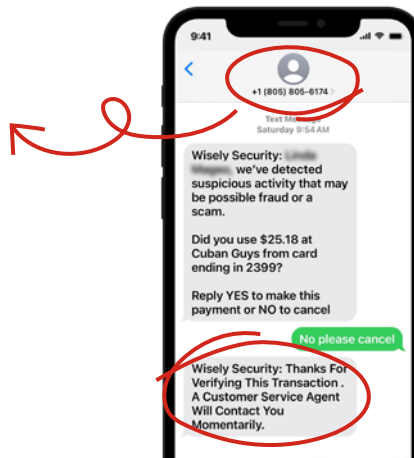 9:41
+1 (805) 805-6174
Text Message
Saturday 9:54 AM
Wisely Security:
, we've detected
suspicious activity that may
be possible fraud or a
scam.
Did you use $25.18 at
Cuban Guys from card
ending in 2399?
Reply YES to make this
payment or NO to cancel
No please cancel
Wisely Security: Thanks For
Verifying This Transaction .
A Customer Service Agent
Will Contact You
Momentarily.